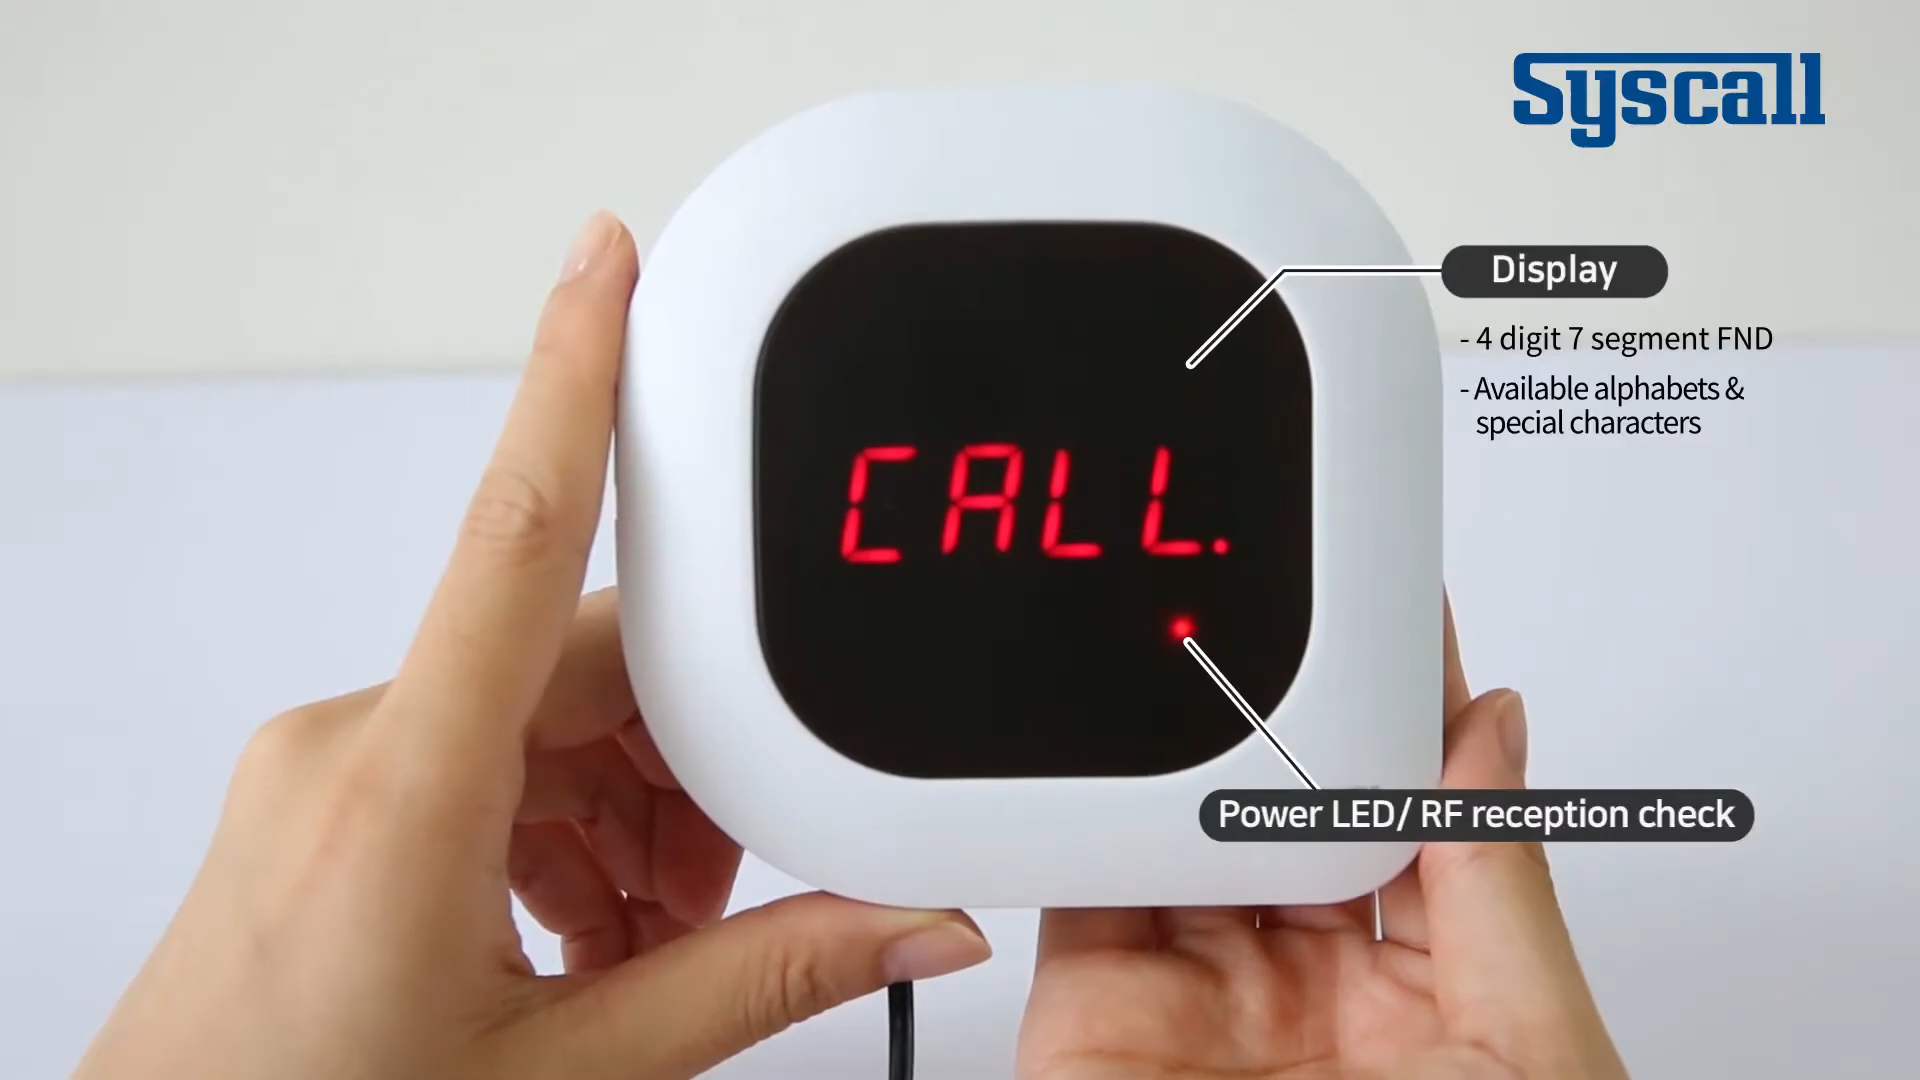 Syscall
Display
- 4 digit 7 segment FND
- Available alphabets &
special characters
CALL.
Power LED/ RF reception check